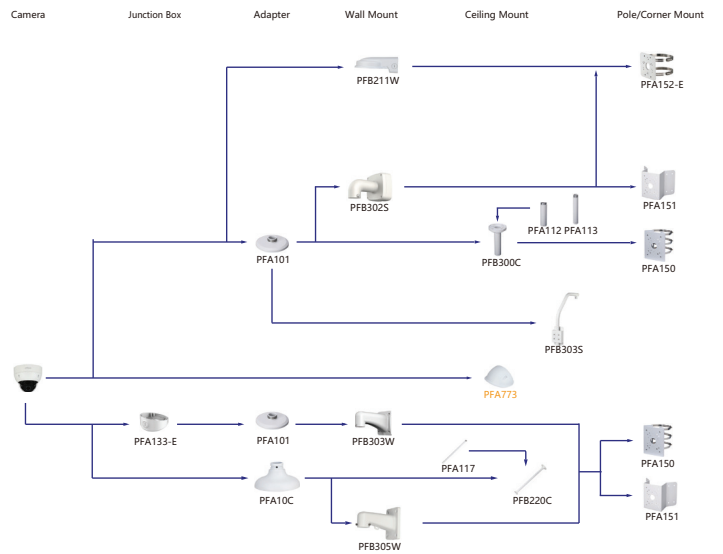 Camera
Junction Box
Adapter
Wall Mount
Ceiling Mount
Pole/Corner Mount
PFB211W
PFA152-E
PFB302S
PFA151
PFA112 PFA113
PFA101
PFB300C
PFA150
PFB303S
PFA773
PFA133-E
PFA101
PFB303W
PFA117
PFA150
PFA10C
PFB220C
PFA151
PFB305W